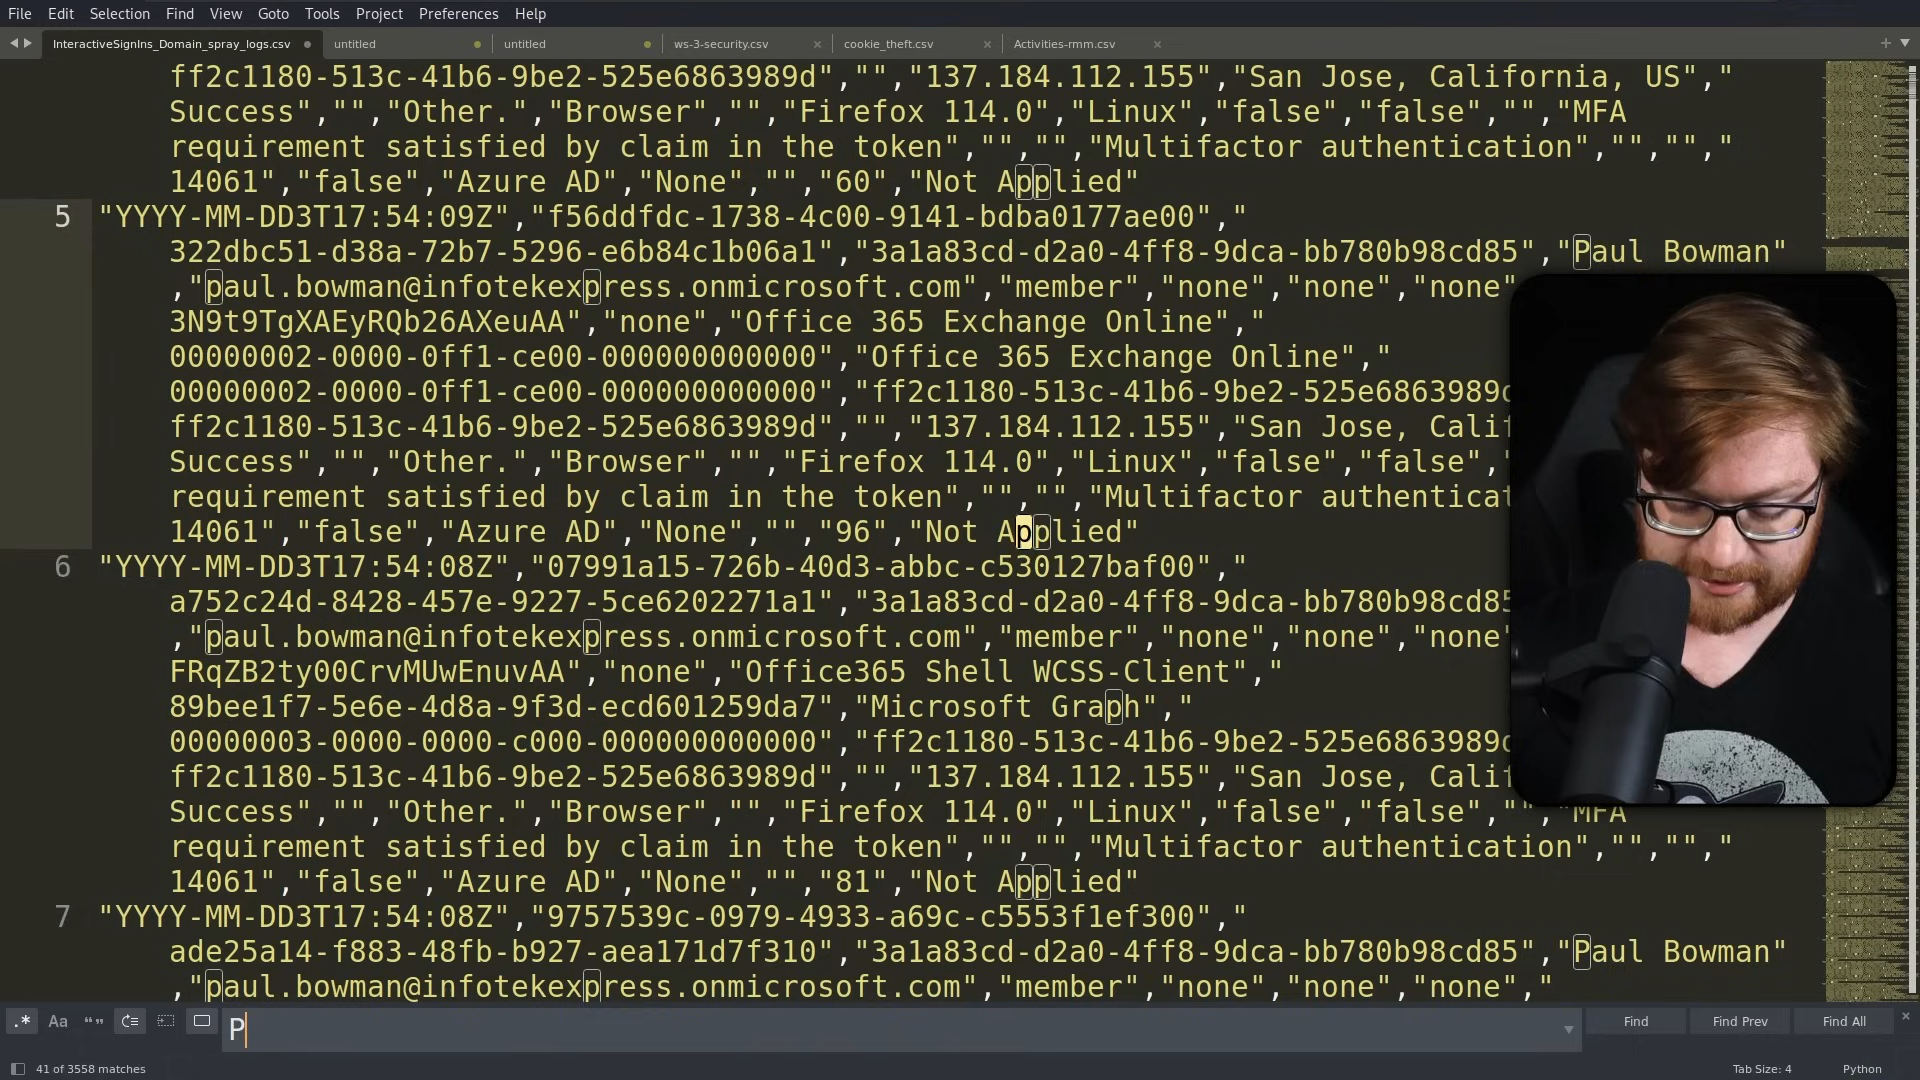 File Edit Selection Find View Goto Tools Project Preferences Help
InteractiveSignIns_Domain_spray_logs.csv untitled untitled ws-3-security.csv cookie_theft.csv Activities-rmm.csv
ff2c1180-513c-41b6-9be2-525e6863989d","","137.184.112.155","San Jose, California, US","
Success","","Other.","Browser","","Firefox 114.0","Linux","false","false","","MFA
requirement satisfied by claim in the token","","","Multifactor authentication","","","
14061","false","Azure AD","None","","60","Not Applied"
5 "YYYY-MM-DD3T17:54:09Z","f56ddfdc-1738-4c00-9141-bdba0177ae00","
322dbc51-d38a-72b7-5296-e6b84c1b06a1","3a1a83cd-d2a0-4ff8-9dca-bb780b98cd85","Paul Bowman"
,"paul.bowman@infotekexpress.onmicrosoft.com","member","none","none","none"
3N9t9TgXAEyRQb26AXeuAA","none","Office 365 Exchange Online","
00000002-0000-0ff1-ce00-000000000000","Office 365 Exchange Online","
00000002-0000-0ff1-ce00-000000000000","ff2c1180-513c-41b6-9be2-525e6863989d
ff2c1180-513c-41b6-9be2-525e6863989d","","137.184.112.155","San Jose, Calif
Success","","Other.","Browser","","Firefox 114.0","Linux","false","false","
requirement satisfied by claim in the token","","","Multifactor authenticat
14061","false","Azure AD","None","","96","Not Applied"
6 "YYYY-MM-DD3T17:54:08Z","07991a15-726b-40d3-abbc-c530127baf00","
a752c24d-8428-457e-9227-5ce6202271a1","3a1a83cd-d2a0-4ff8-9dca-bb780b98cd85
,"paul.bowman@infotekexpress.onmicrosoft.com","member","none","none","none"
FRqZB2ty00CrvMUwEnuvAA","none","Office365 Shell WCSS-Client","
89bee1f7-5e6e-4d8a-9f3d-ecd601259da7","Microsoft Graph","
00000003-0000-0000-c000-000000000000","ff2c1180-513c-41b6-9be2-525e6863989d
ff2c1180-513c-41b6-9be2-525e6863989d","","137.184.112.155","San Jose, Calif
Success","","Other.","Browser","","Firefox 114.0","Linux","false","false","","MFA
requirement satisfied by claim in the token","","","Multifactor authentication","","","
14061","false","Azure AD","None","","81","Not Applied"
7 "YYYY-MM-DD3T17:54:08Z","9757539c-0979-4933-a69c-c5553f1ef300","
ade25a14-f883-48fb-b927-aea171d7f310","3a1a83cd-d2a0-4ff8-9dca-bb780b98cd85","Paul Bowman"
,"paul.bowman@infotekexpress.onmicrosoft.com","member","none","none","none","
.* Aa "" P Find Find Prev Find All
41 of 3558 matches Tab Size: 4 Python